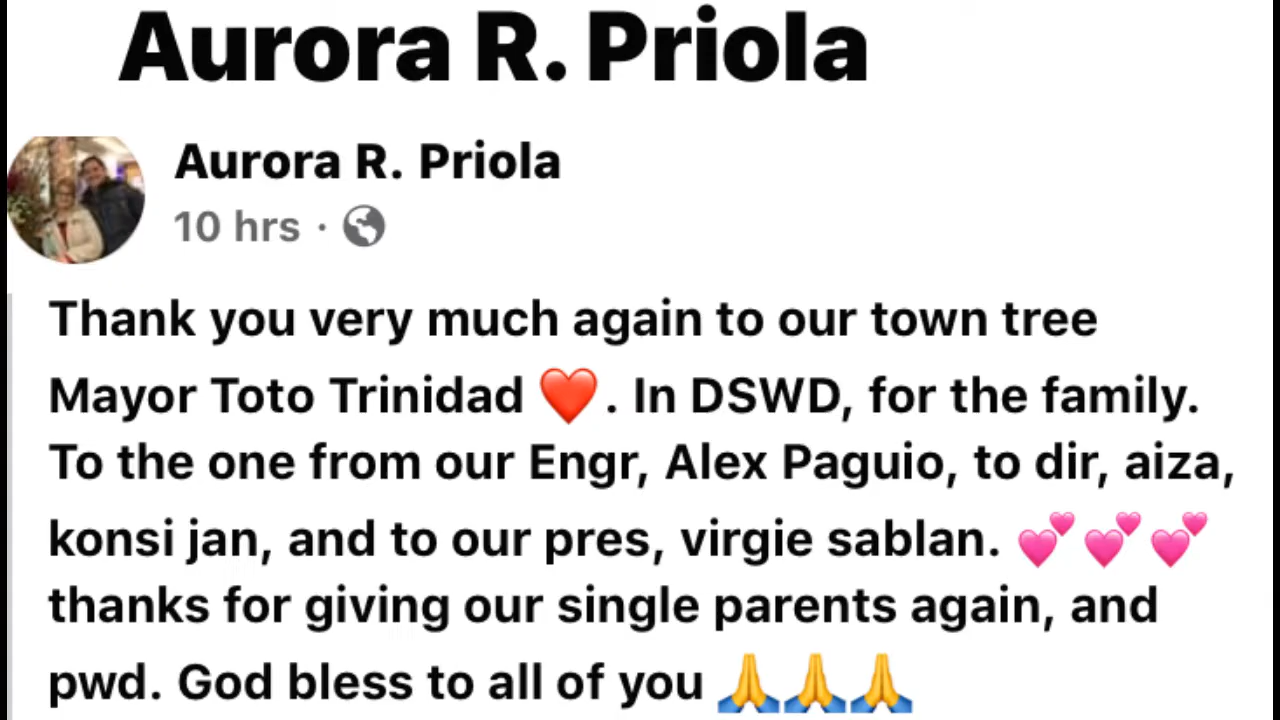 Aurora R. Priola
Aurora R. Priola
10 hrs ·
Thank you very much again to our town tree
Mayor Toto Trinidad ❤️. In DSWD, for the family.
To the one from our Engr, Alex Paguio, to dir, aiza,
konsi jan, and to our pres, virgie sablan. 💕💕💕
thanks for giving our single parents again, and
pwd. God bless to all of you 🙏🙏🙏